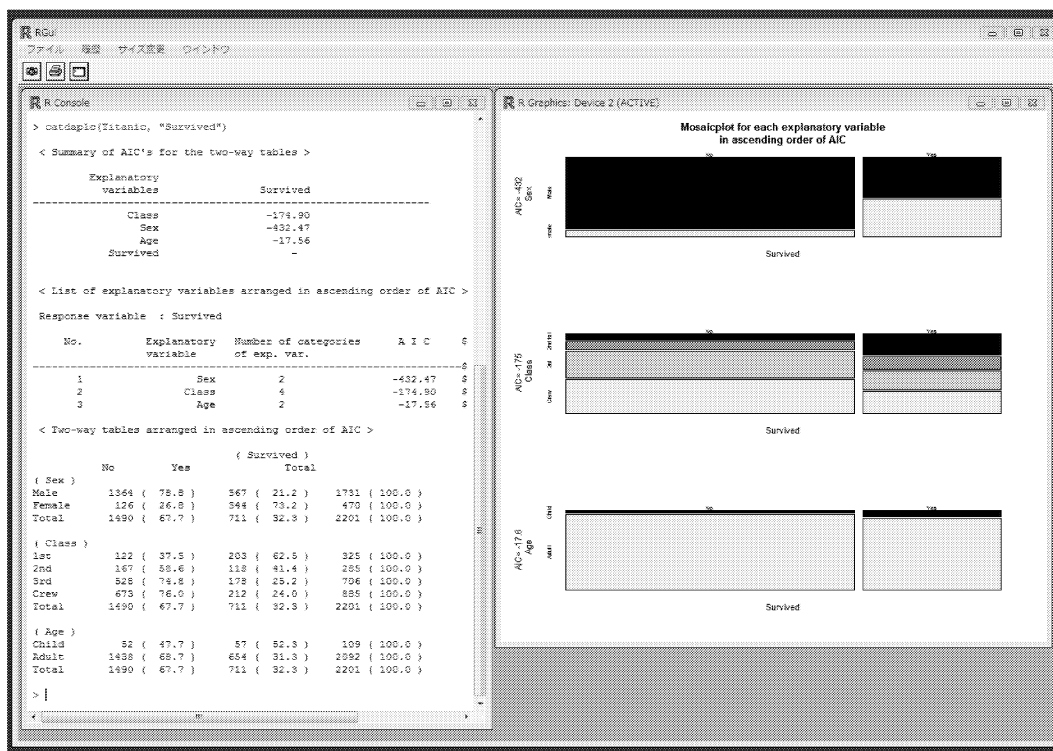 RGui
ファイル 履歴 サイズ変更 ウインドウ
R Console
> catdap1c(Titanic, "Survived")
< Summary of AIC's for the two-way tables >
Explanatory
variables Survived
Class -174.90
Sex -432.47
Age -17.56
Survived -
< List of explanatory variables arranged in ascending order of AIC >
Response variable : Survived
No. Explanatory Number of categories A I C $
variable of exp. var.
$
1 Sex 2 -432.47 $
2 Class 4 -174.90 $
3 Age 2 -17.56 $
< Two-way tables arranged in ascending order of AIC >
( Survived )
No Yes Total
( Sex )
Male 1364 ( 78.8 ) 367 ( 21.2 ) 1731 ( 100.0 )
Female 126 ( 26.8 ) 344 ( 73.2 ) 470 ( 100.0 )
Total 1490 ( 67.7 ) 711 ( 32.3 ) 2201 ( 100.0 )
( Class )
1st 122 ( 37.5 ) 203 ( 62.5 ) 325 ( 100.0 )
2nd 167 ( 58.6 ) 118 ( 41.4 ) 285 ( 100.0 )
3rd 528 ( 74.8 ) 178 ( 25.2 ) 706 ( 100.0 )
Crew 673 ( 76.0 ) 212 ( 24.0 ) 885 ( 100.0 )
Total 1490 ( 67.7 ) 711 ( 32.3 ) 2201 ( 100.0 )
( Age )
Child 52 ( 47.7 ) 57 ( 52.3 ) 109 ( 100.0 )
Adult 1438 ( 68.7 ) 654 ( 31.3 ) 2092 ( 100.0 )
Total 1490 ( 67.7 ) 711 ( 32.3 ) 2201 ( 100.0 )
>
R Graphics: Device 2 (ACTIVE)
Mosaicplot for each explanatory variable
in ascending order of AIC
No Yes
AIC= -432
Sex
Male
Survived
No Yes
AIC= -175
Class
3rd
Crew
Survived
No Yes
AIC= -17.6
Age
Child
Adult
Survived